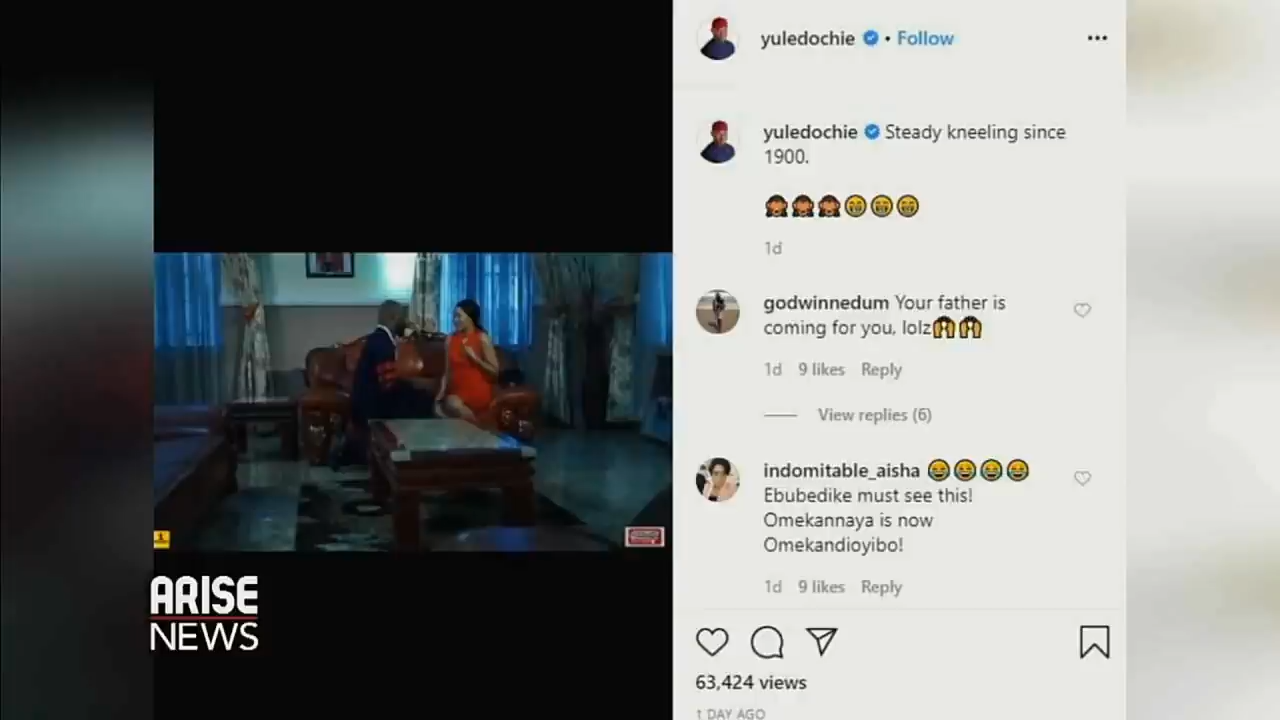 yuledochie • Follow
yuledochie Steady kneeling since
1900.
🙈🙈🙈😁😁😁
1d
godwinnedum Your father is
coming for you, lolz🙌🙌
1d 9 likes Reply
View replies (6)
indomitable_aisha 😂😂😂😂
Ebubedike must see this!
Omekannaya is now
Omekandioyibo!
1d 9 likes Reply
63,424 views
1 DAY AGO
ARISE
NEWS